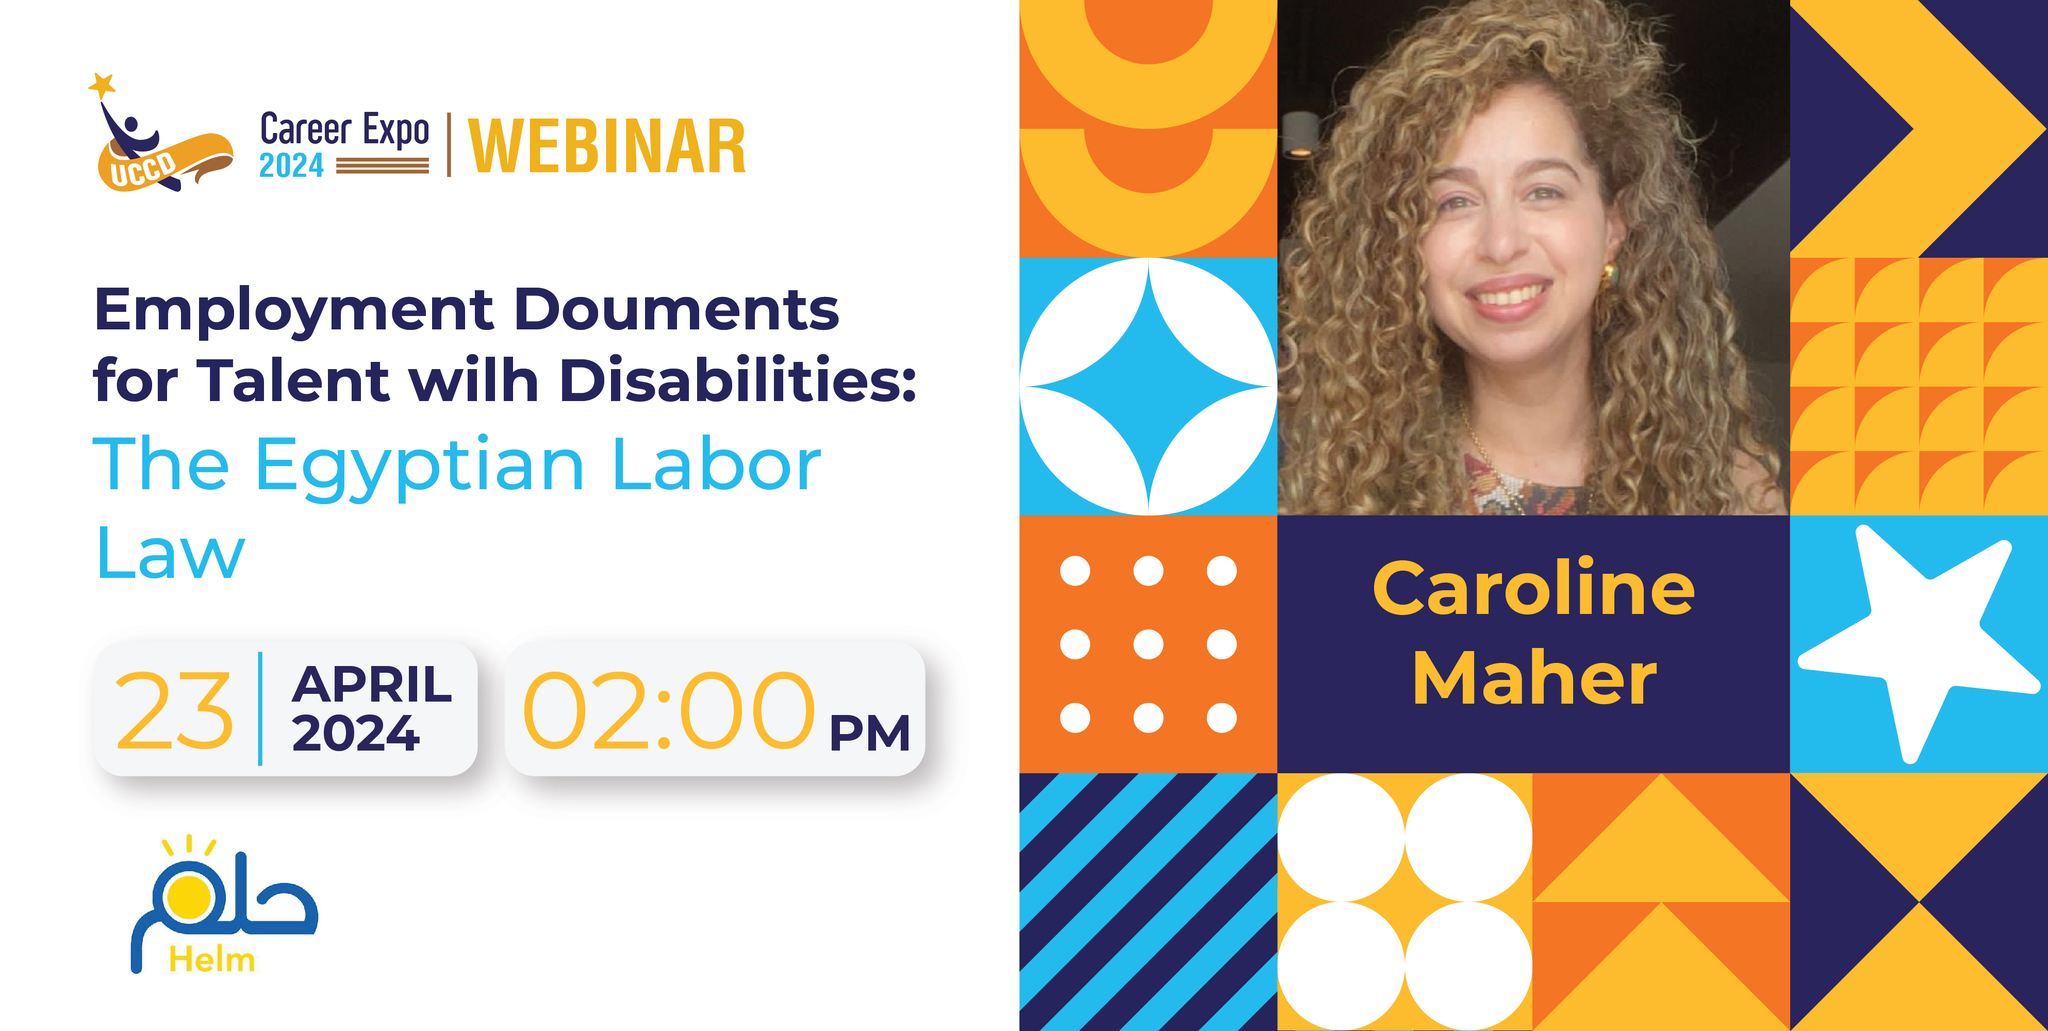 UCCD
Career Expo
2024
WEBINAR
Employment Douments
for Talent wilh Disabilities:
The Egyptian Labor
Law
23
APRIL
2024
02:00 PM
حلم
Helm
Caroline
Maher